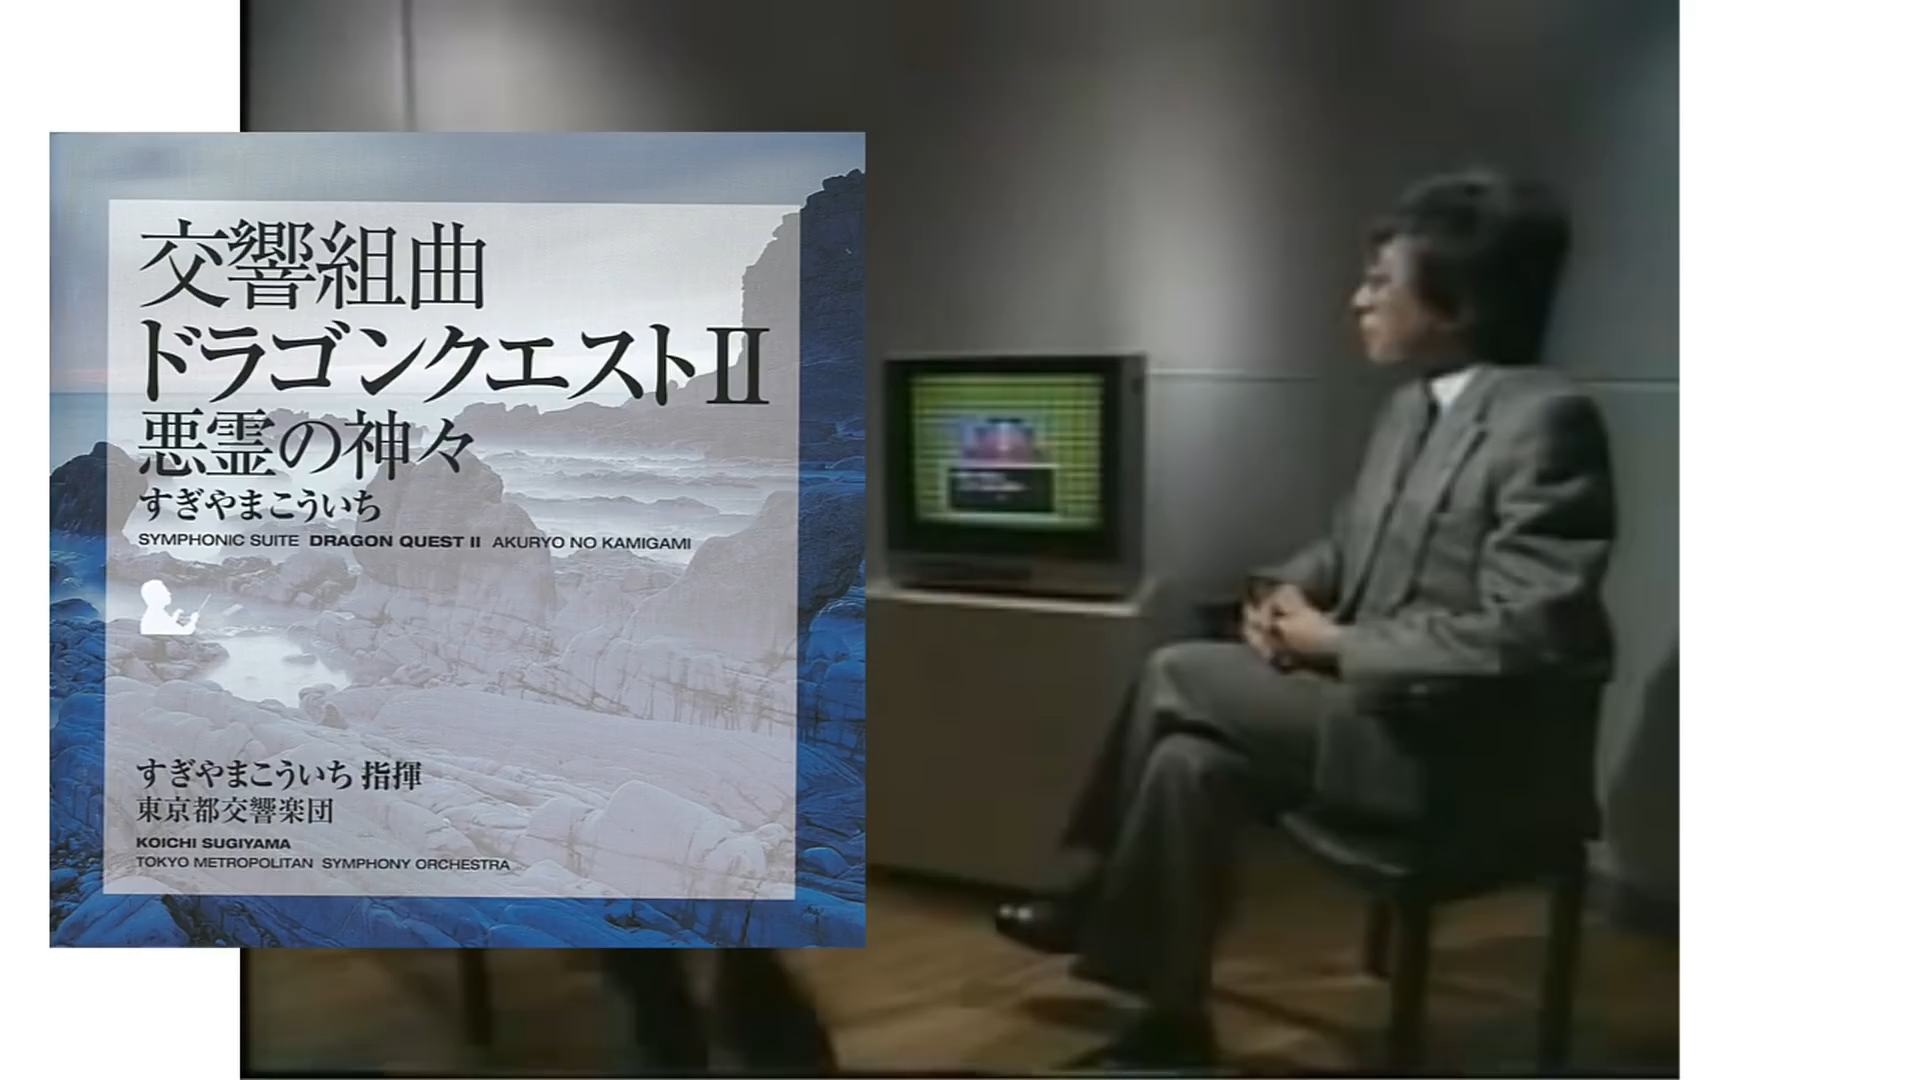 交響組曲
ドラゴンクエストII
悪霊の神々
すぎやまこういち
SYMPHONIC SUITE DRAGON QUEST II AKURYO NO KAMIGAMI
すぎやまこういち 指揮
東京都交響楽団
KOICHI SUGIYAMA
TOKYO METROPOLITAN SYMPHONY ORCHESTRA